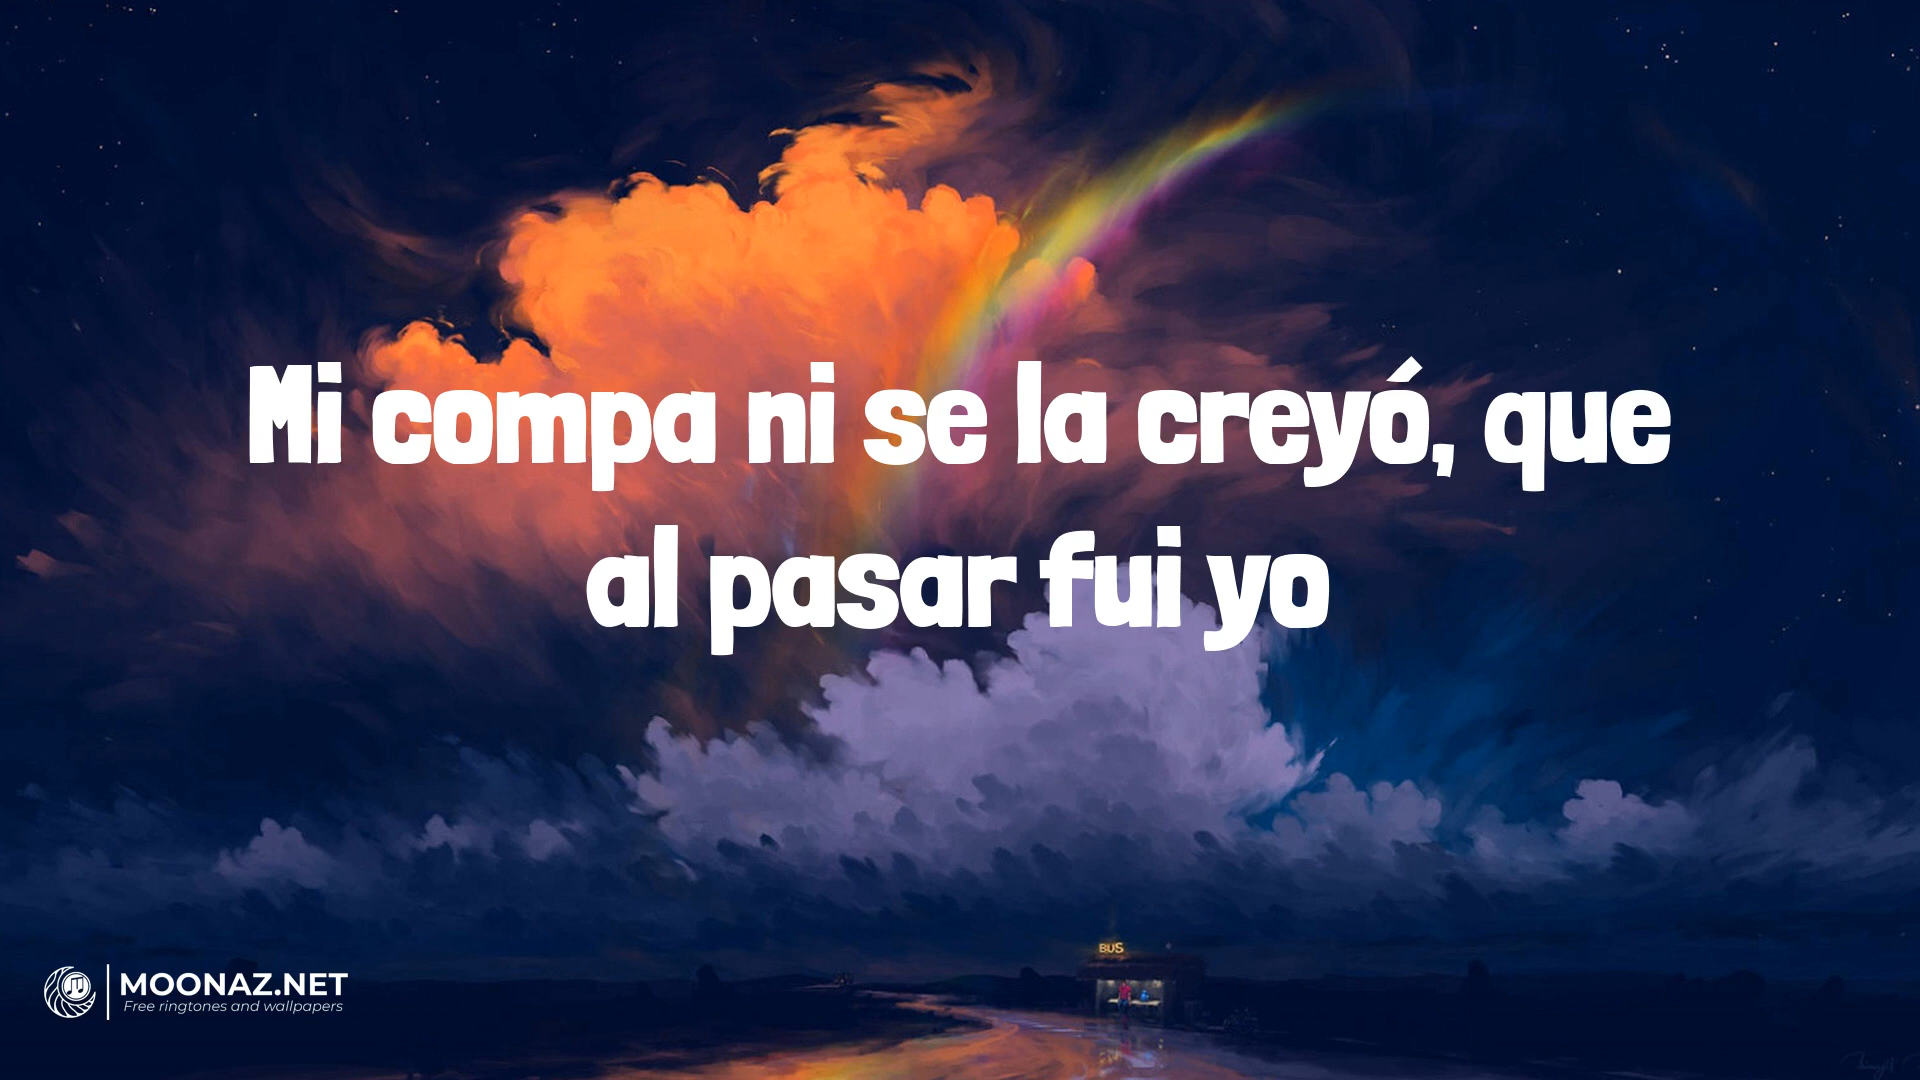 Mi compa ni se la creyó, que
al pasar fui yo
BUS
MOONAZ.NET
Free ringtones and wallpapers